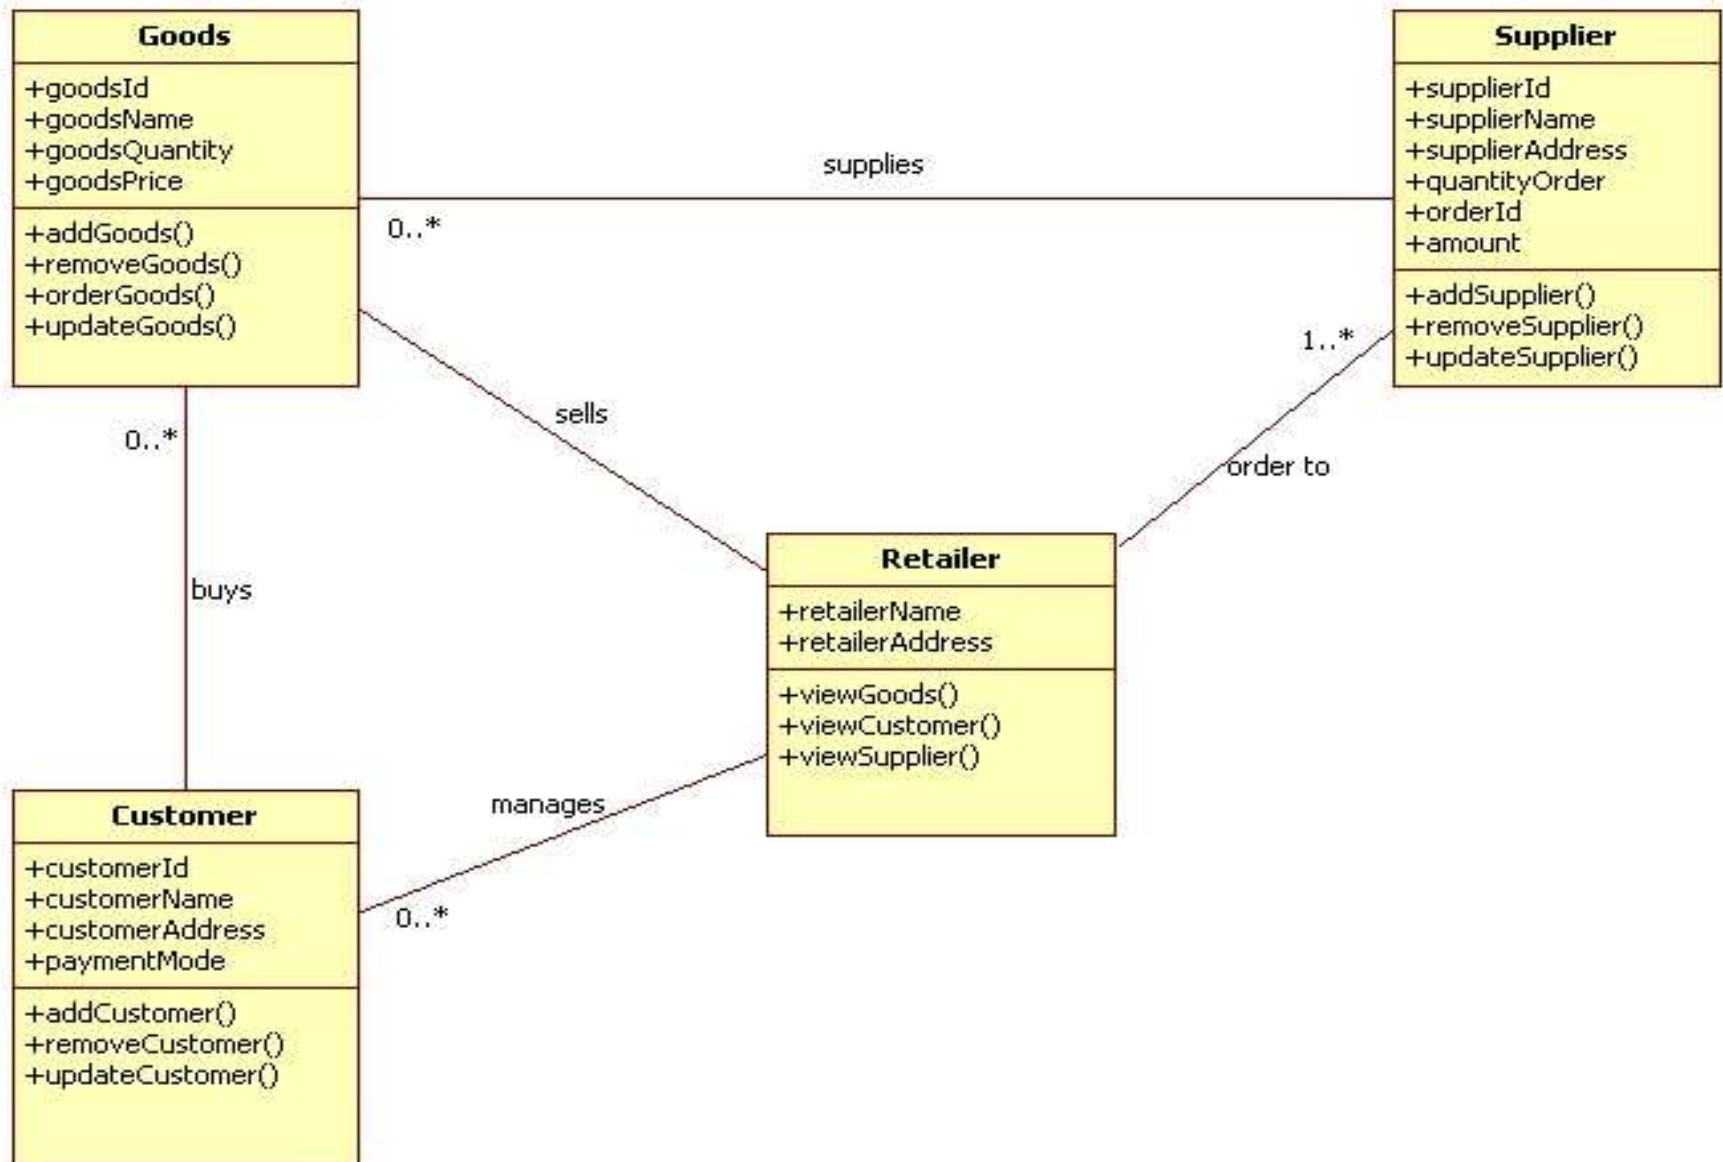 Goods
+goodsId
+goodsName
+goodsQuantity
+goodsPrice
+addGoods()
+removeGoods()
+orderGoods()
+updateGoods()
supplies
0..*
Supplier
+supplierId
+supplierName
+supplierAddress
+quantityOrder
+orderId
+amount
+addSupplier()
+removeSupplier()
+updateSupplier()
1..*
sells
0..*
order to
buys
Retailer
+retailerName
+retailerAddress
+viewGoods()
+viewCustomer()
+viewSupplier()
manages
0..*
Customer
+customerId
+customerName
+customerAddress
+paymentMode
+addCustomer()
+removeCustomer()
+updateCustomer()